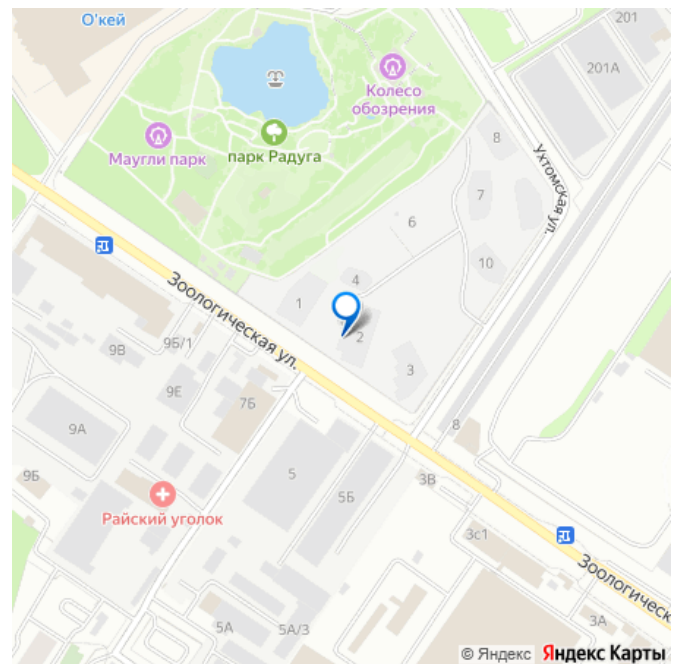 О'кей
201
201А
Колесо
обозрения
Маугли парк
парк Радуга
8
Ухтомская ул.
7
6
10
4
1
Зоологическая ул.
2
3
9Б/1
9В
9Е
7Б
9А
8
5
3В
9Б
5Б
Райский уголок
3с1
Зоологическ
3А
5А
5А/3
© Яндекс Яндекс Карты